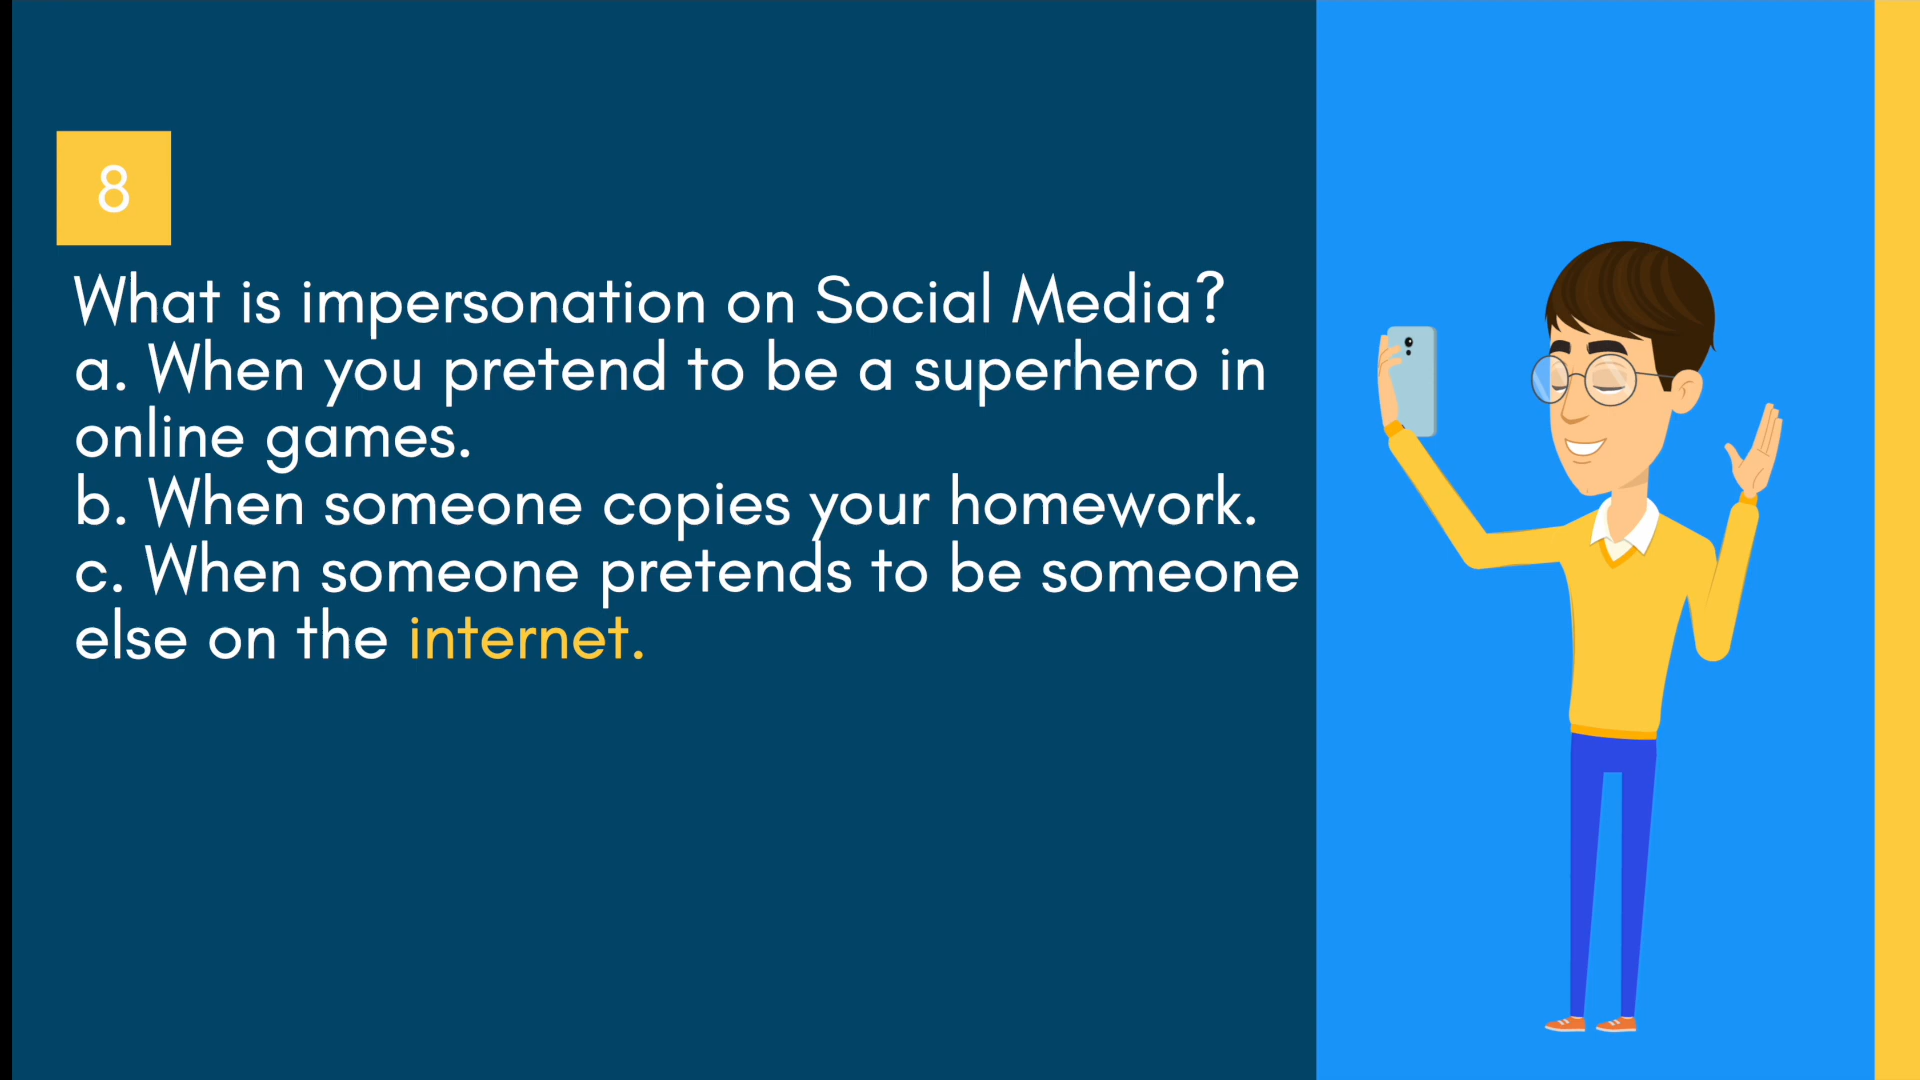 8
What is impersonation on Social Media?
a. When you pretend to be a superhero in
online games.
b. When someone copies your homework.
c. When someone pretends to be someone
else on the internet.